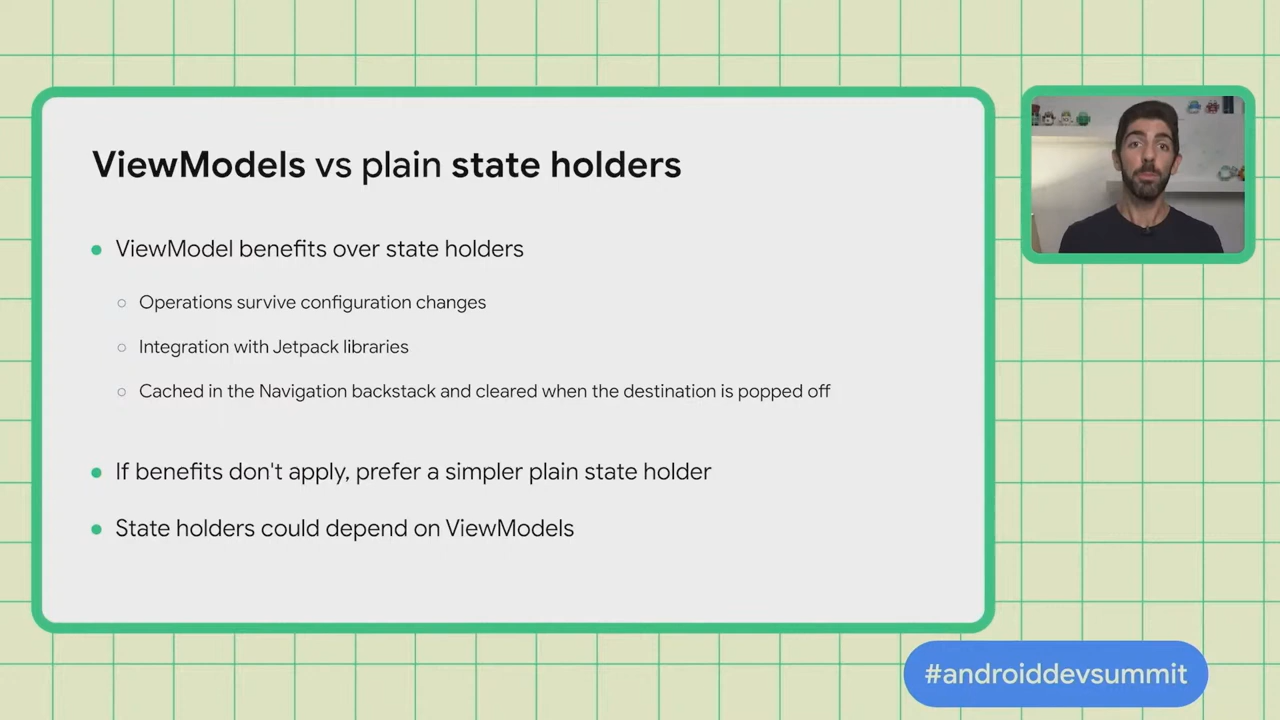 ViewModels vs plain state holders
ViewModel benefits over state holders
Operations survive configuration changes
Integration with Jetpack libraries
Cached in the Navigation backstack and cleared when the destination is popped off
If benefits don't apply, prefer a simpler plain state holder
State holders could depend on ViewModels
#androiddevsummit